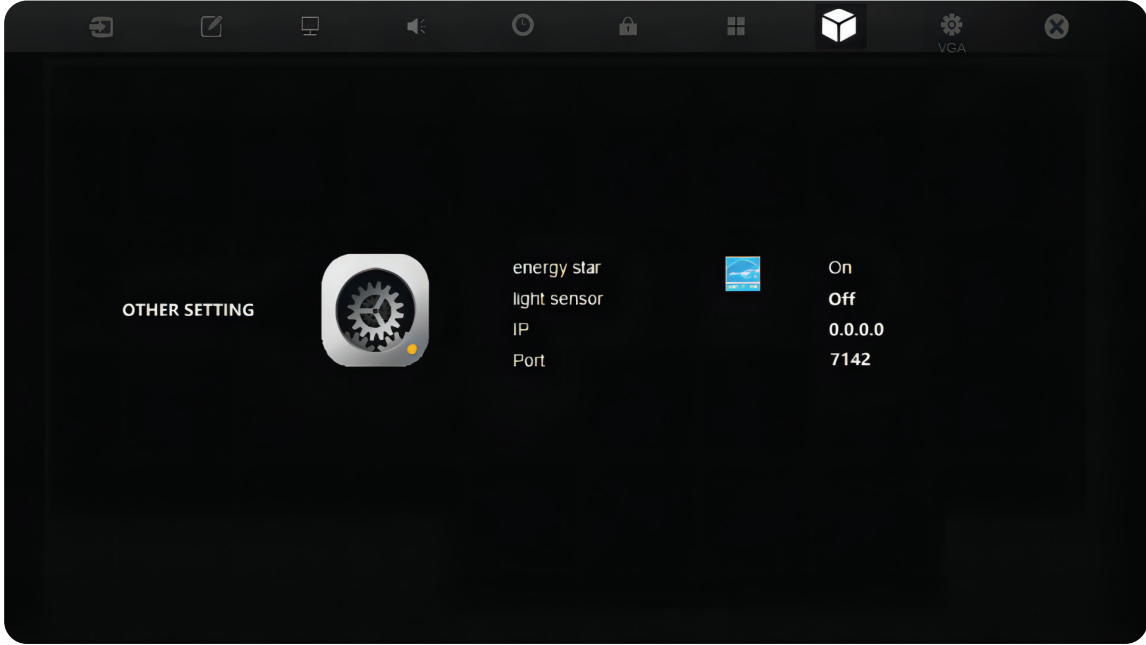 VGA
OTHER SETTING
energy star On
light sensor Off
IP 0.0.0.0
Port 7142